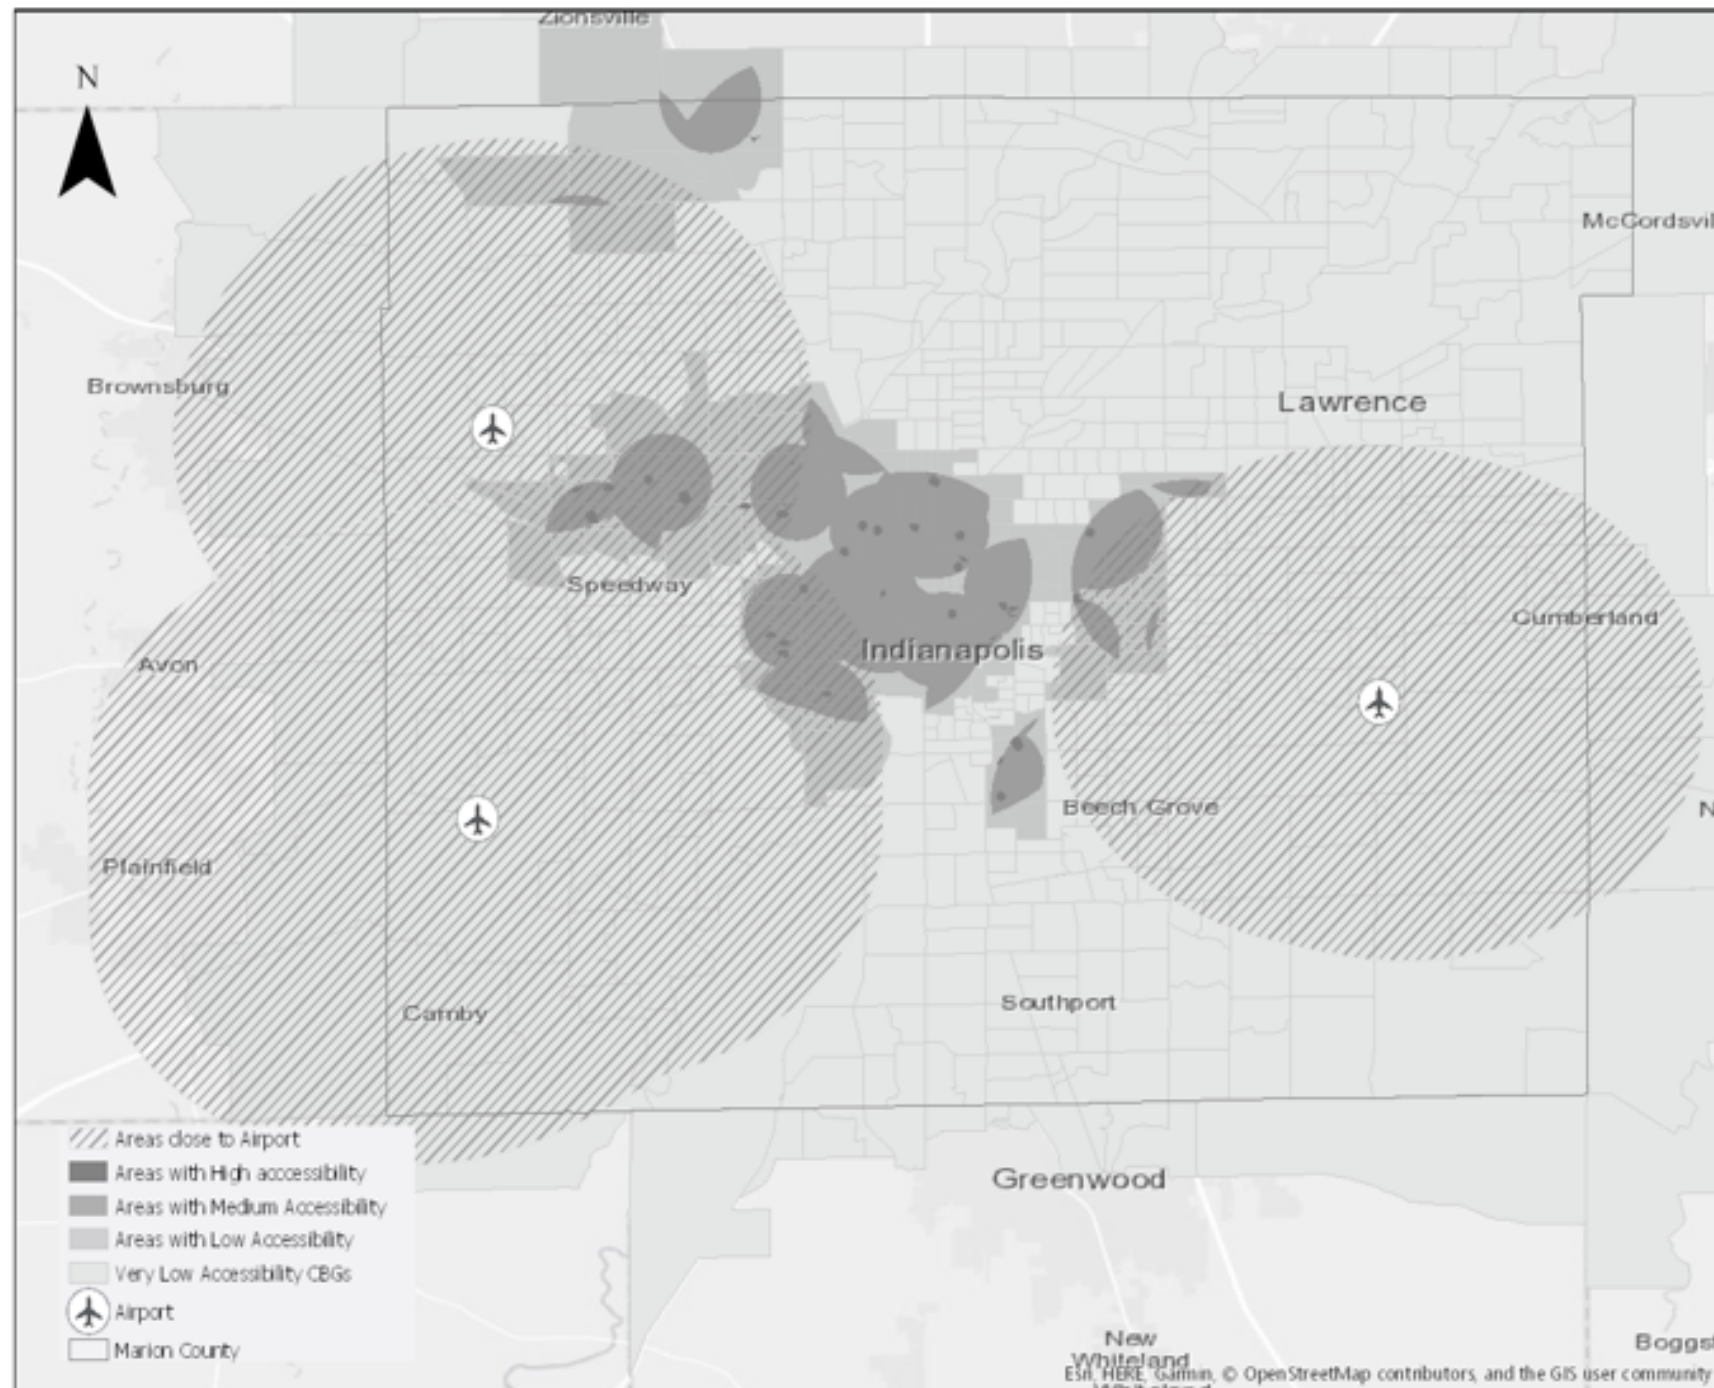 Zionsville
N
McCordsvil
Brownsburg
Lawrence
Speedway
Cumberland
Indianapolis
Avon
Beech Grove
N
Plainfield
Southport
Camby
Areas close to Airport
Areas with High acccessibility
Areas with Medium Accessibility
Areas with Low Accessibility
Very Low Accessibility CBGs
Airport
Marion County
Greenwood
New
Whiteland
Boggs
Esri, HERE, Garmin, © OpenStreetMap contributors, and the GIS user community